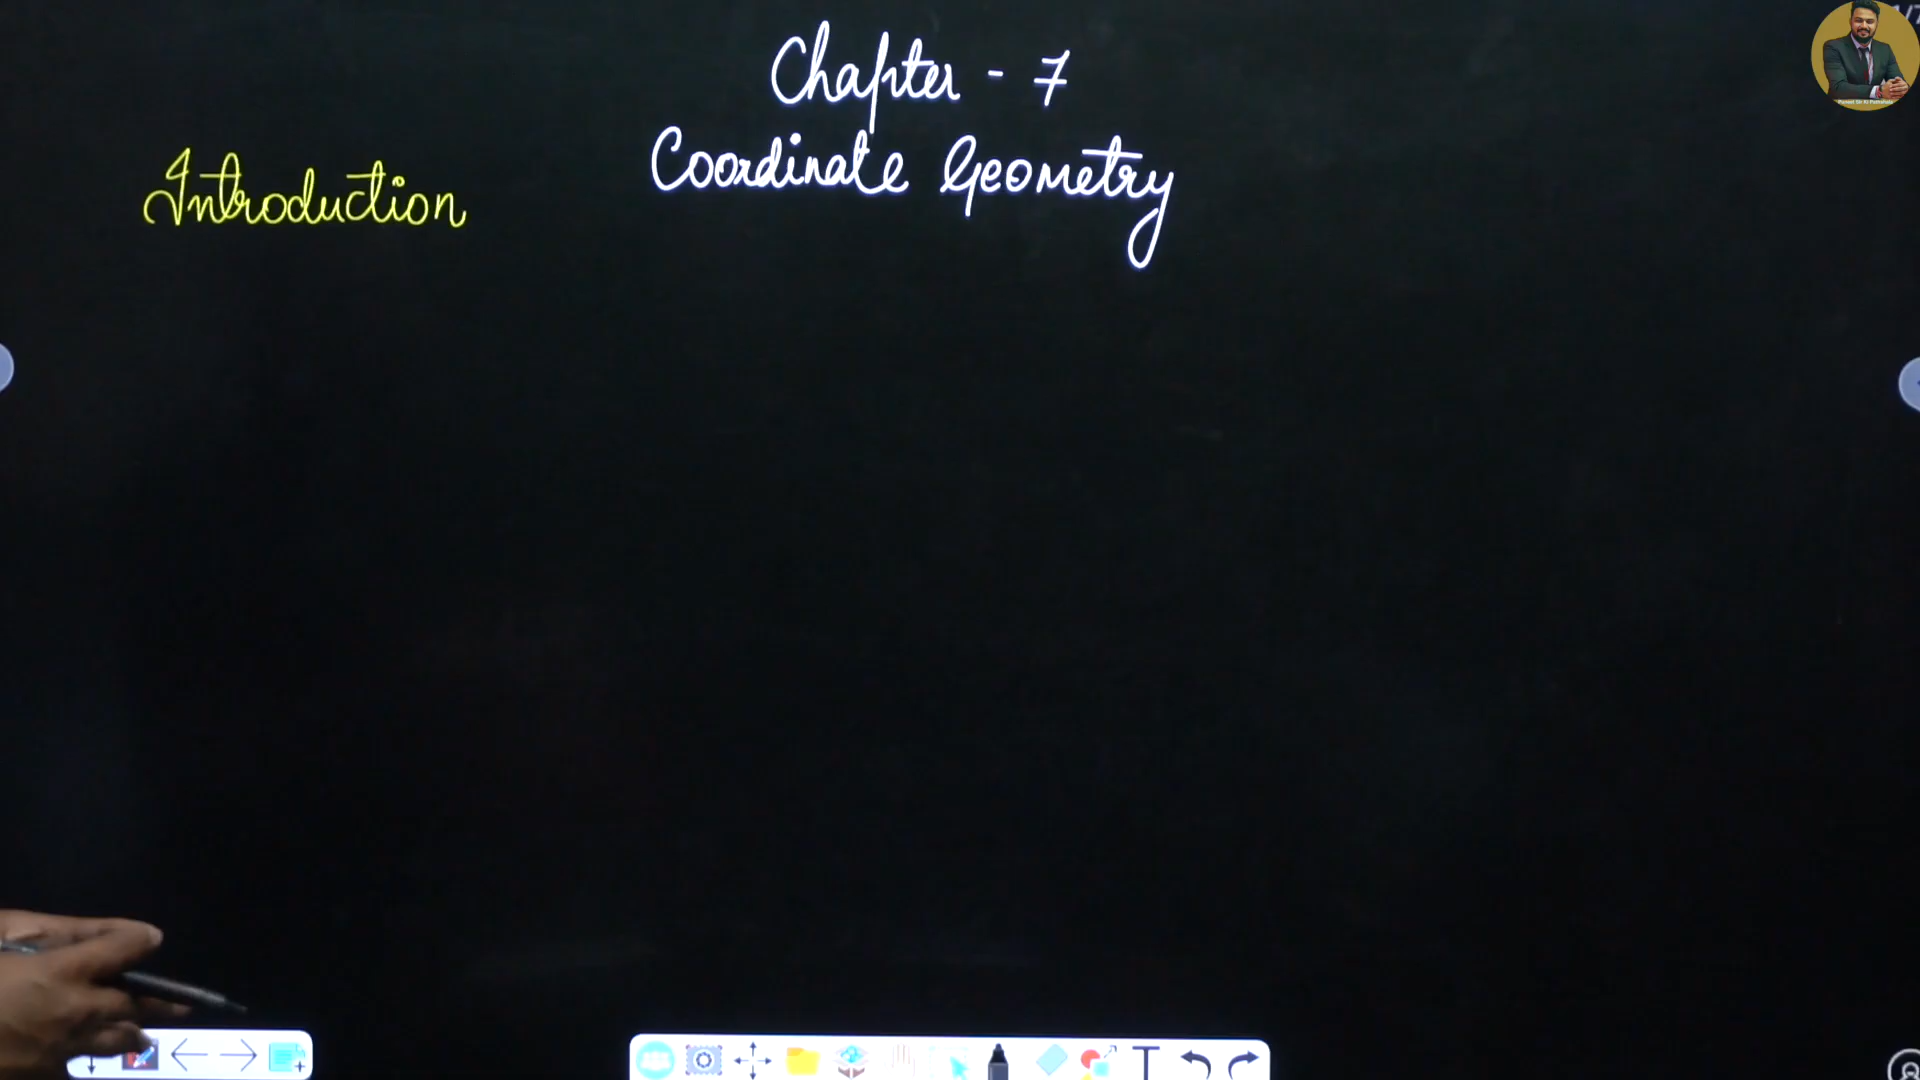 Chapter - 7
Coordinate Geometry
Introduction